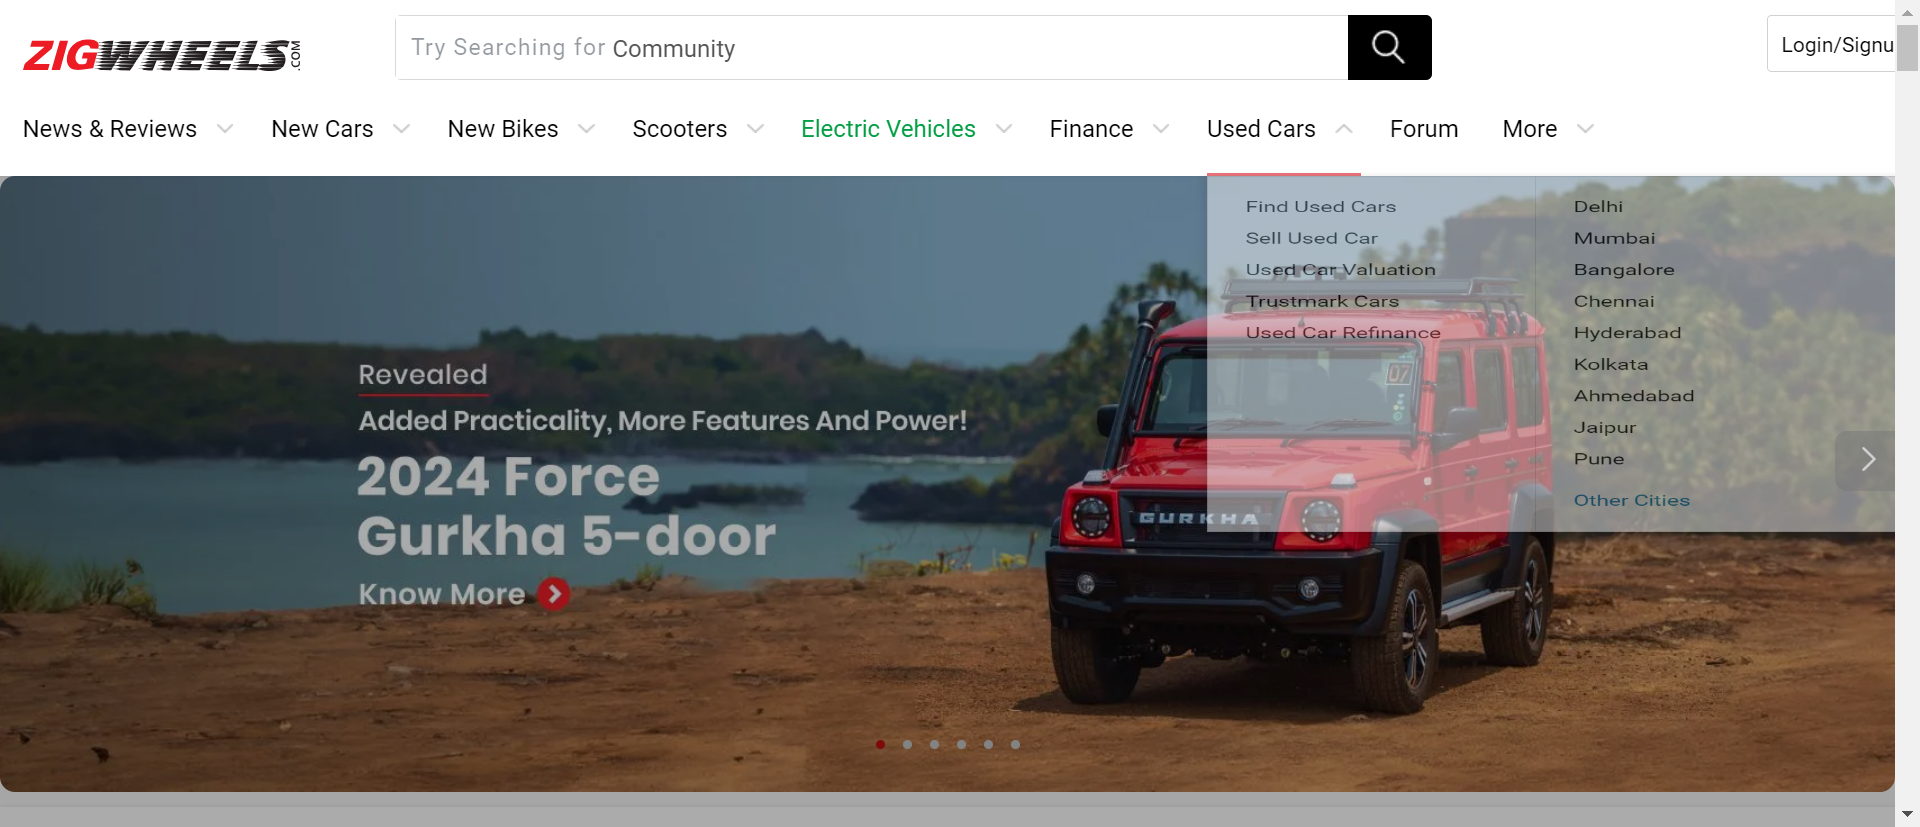 ZIGWHEELS.COM
Try Searching for Community
Login/Signu
News & Reviews
New Cars
New Bikes
Scooters
Electric Vehicles
Finance
Used Cars
Forum
More
Find Used Cars
Sell Used Car
Used Car Valuation
Trustmark Cars
Used Car Refinance
Delhi
Mumbai
Bangalore
Chennai
Hyderabad
Kolkata
Ahmedabad
Jaipur
Pune
Other Cities
Revealed
Added Practicality, More Features And Power!
2024 Force
Gurkha 5-door
Know More
07
GURKHA